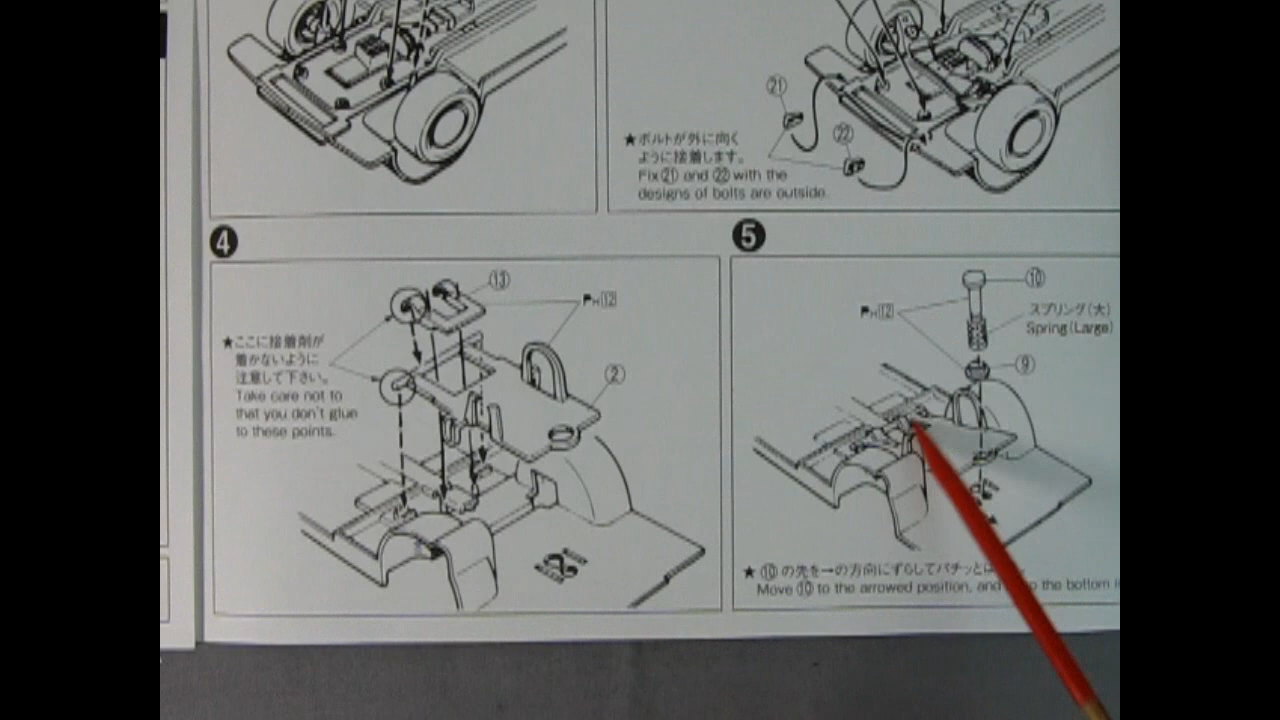 21
22
★ボルトが外に向く
ように接着します。
Fix 21 and 22 with the
designs of bolts are outside.
4
13
12
★ここに接着剤が
着かないように
注意して下さい。
Take care not to
that you don't glue
to these points.
2
5
10
12
スプリング(大)
Spring(Large)
9
★⑩の先を→の方向にずらしてパチッと
Move ⑩ to the arrowed position, and the bottom